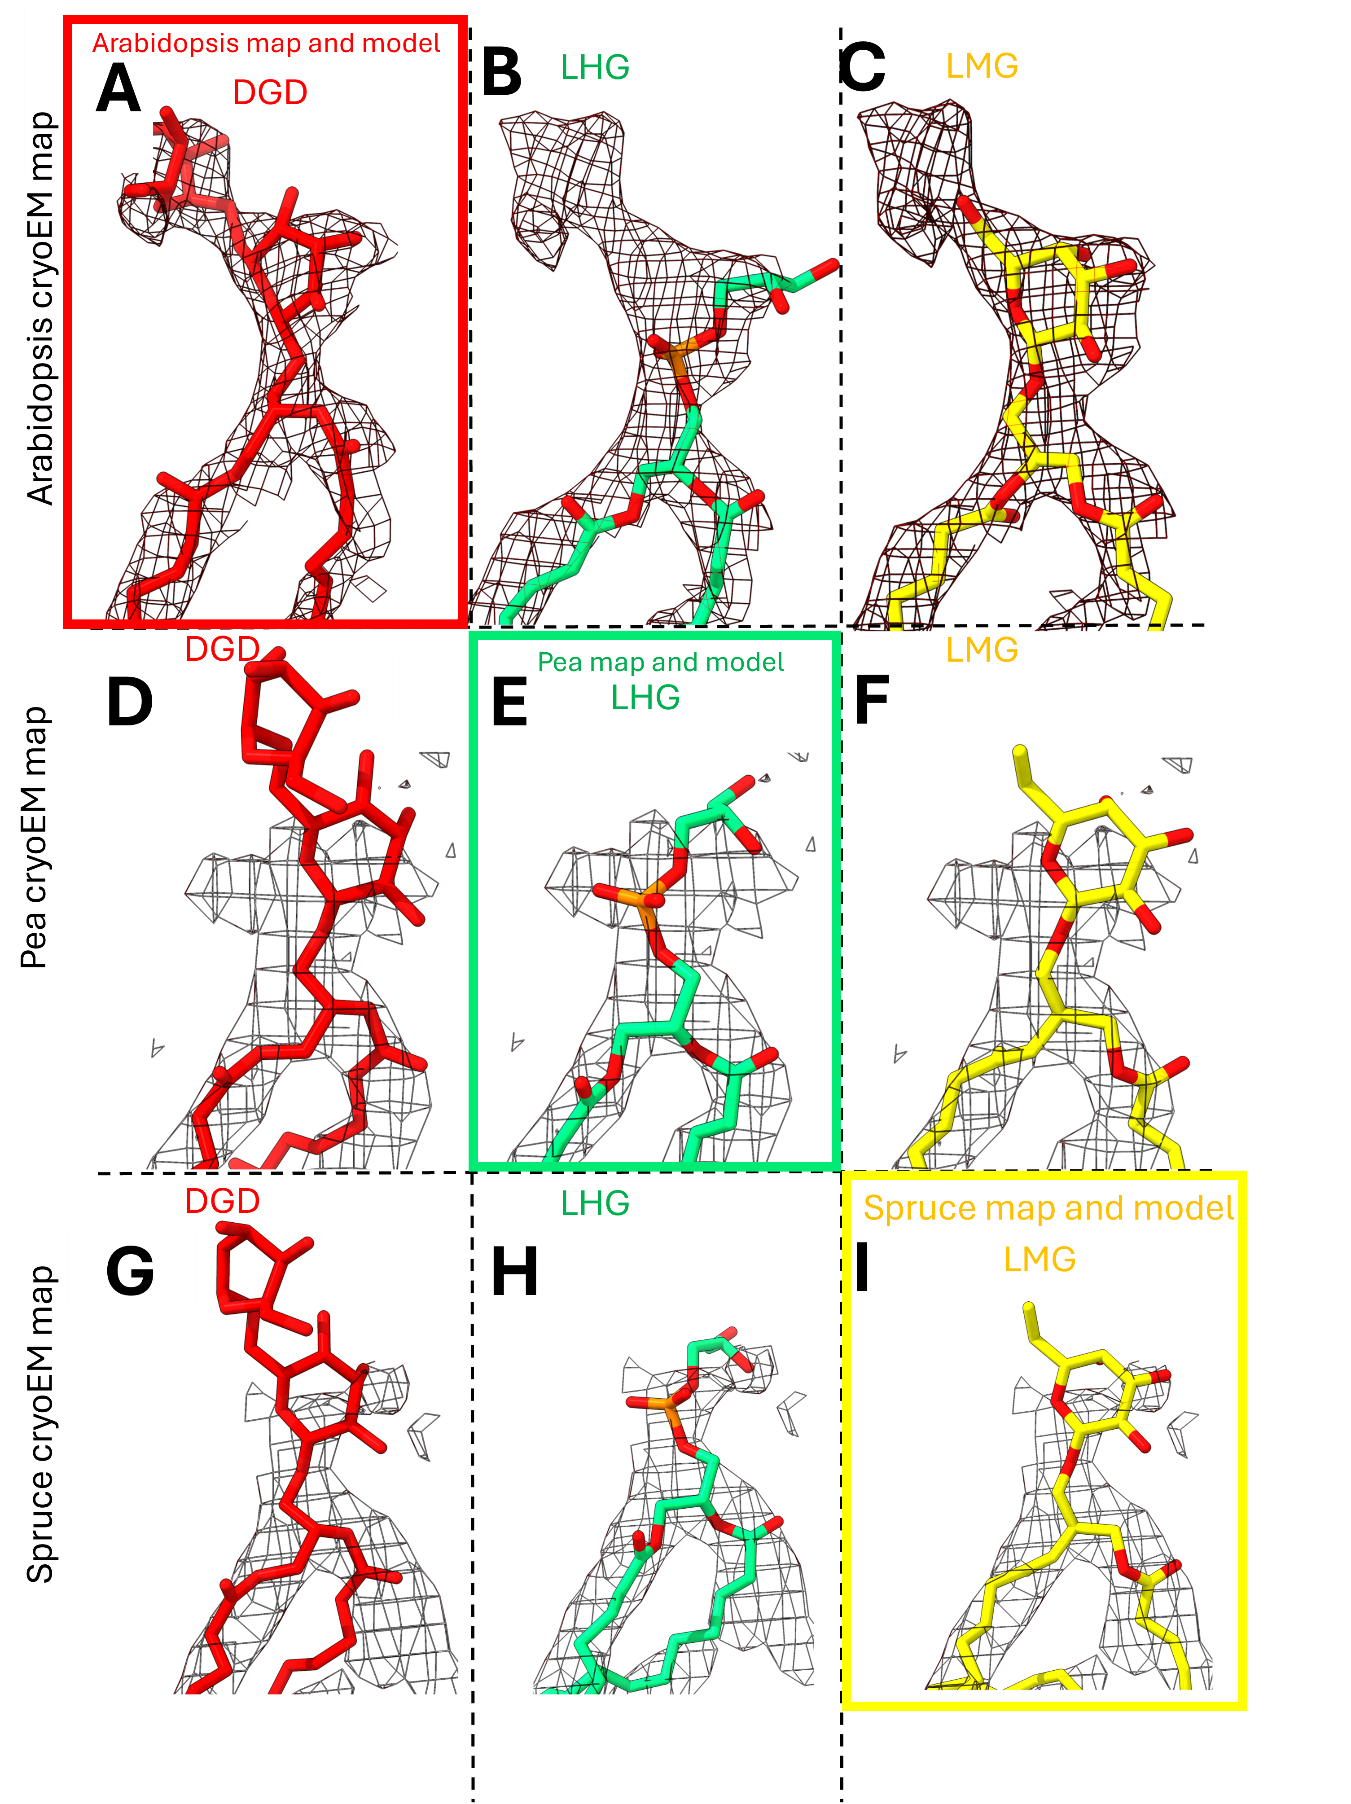 Arabidopsis cryoEM map
Arabidopsis map and model
A
DGD
B
LHG
C
LMG
Pea cryoEM map
DGD
D
Pea map and model
E
LHG
LMG
F
Spruce cryoEM map
DGD
G
LHG
H
Spruce map and model
I
LMG